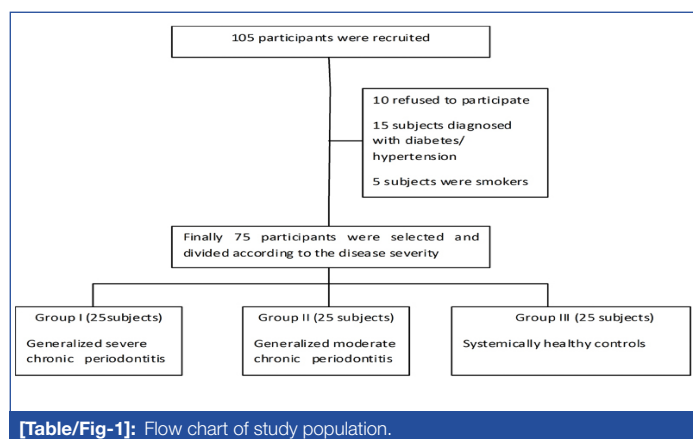 105 participants were recruited
10 refused to participate
15 subjects diagnosed
with diabetes/
hypertension
5 subjects were smokers
Finally 75 participants were selected and
divided according to the disease severity
Group I (25subjects)
Generalized severe
chronic periodontitis
Group II (25 subjects)
Generalized moderate
chronic periodontitis
Group III (25 subjects)
Systemically healthy controls
[Table/Fig-1]: Flow chart of study population.